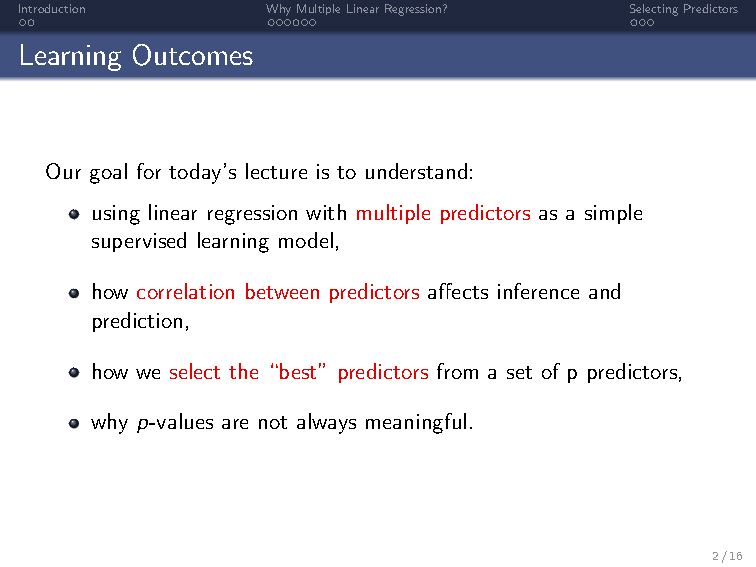 Introduction
Why Multiple Linear Regression?
Selecting Predictors
Learning Outcomes
Our goal for today's lecture is to understand:
using linear regression with multiple predictors as a simple
supervised learning model,
how correlation between predictors affects inference and
prediction,
how we select the “best” predictors from a set of p predictors,
why p-values are not always meaningful.
2 / 16